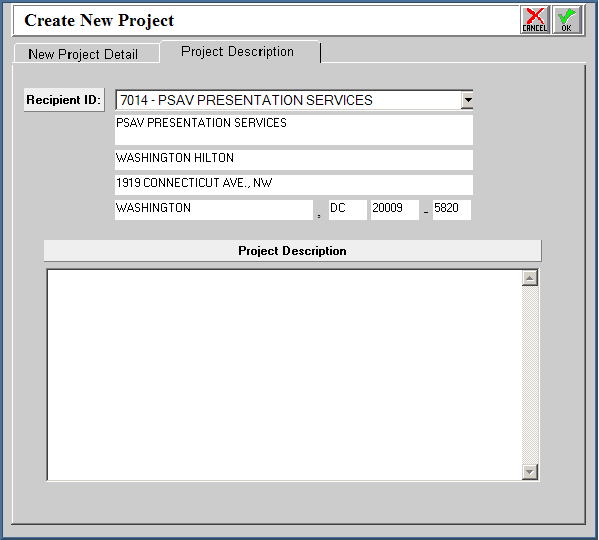 Create New Project
CANCEL
OK
New Project Detail
Project Description
Recipient ID:
7014 - PSAV PRESENTATION SERVICES
PSAV PRESENTATION SERVICES
WASHINGTON HILTON
1919 CONNECTICUT AVE., NW
WASHINGTON , DC 20009 - 5820
Project Description